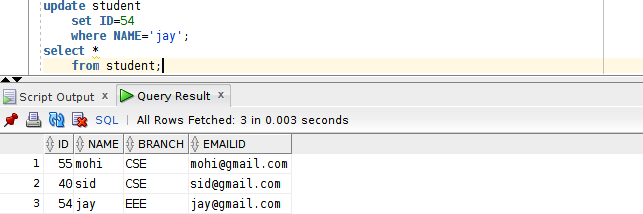 update student
set ID=54
where NAME='jay';
select *
from student;
Script Output x Query Result x
SQL | All Rows Fetched: 3 in 0.003 seconds
ID NAME BRANCH EMAILID
1 55 mohi CSE mohi@gmail.com
2 40 sid CSE sid@gmail.com
3 54 jay EEE jay@gmail.com